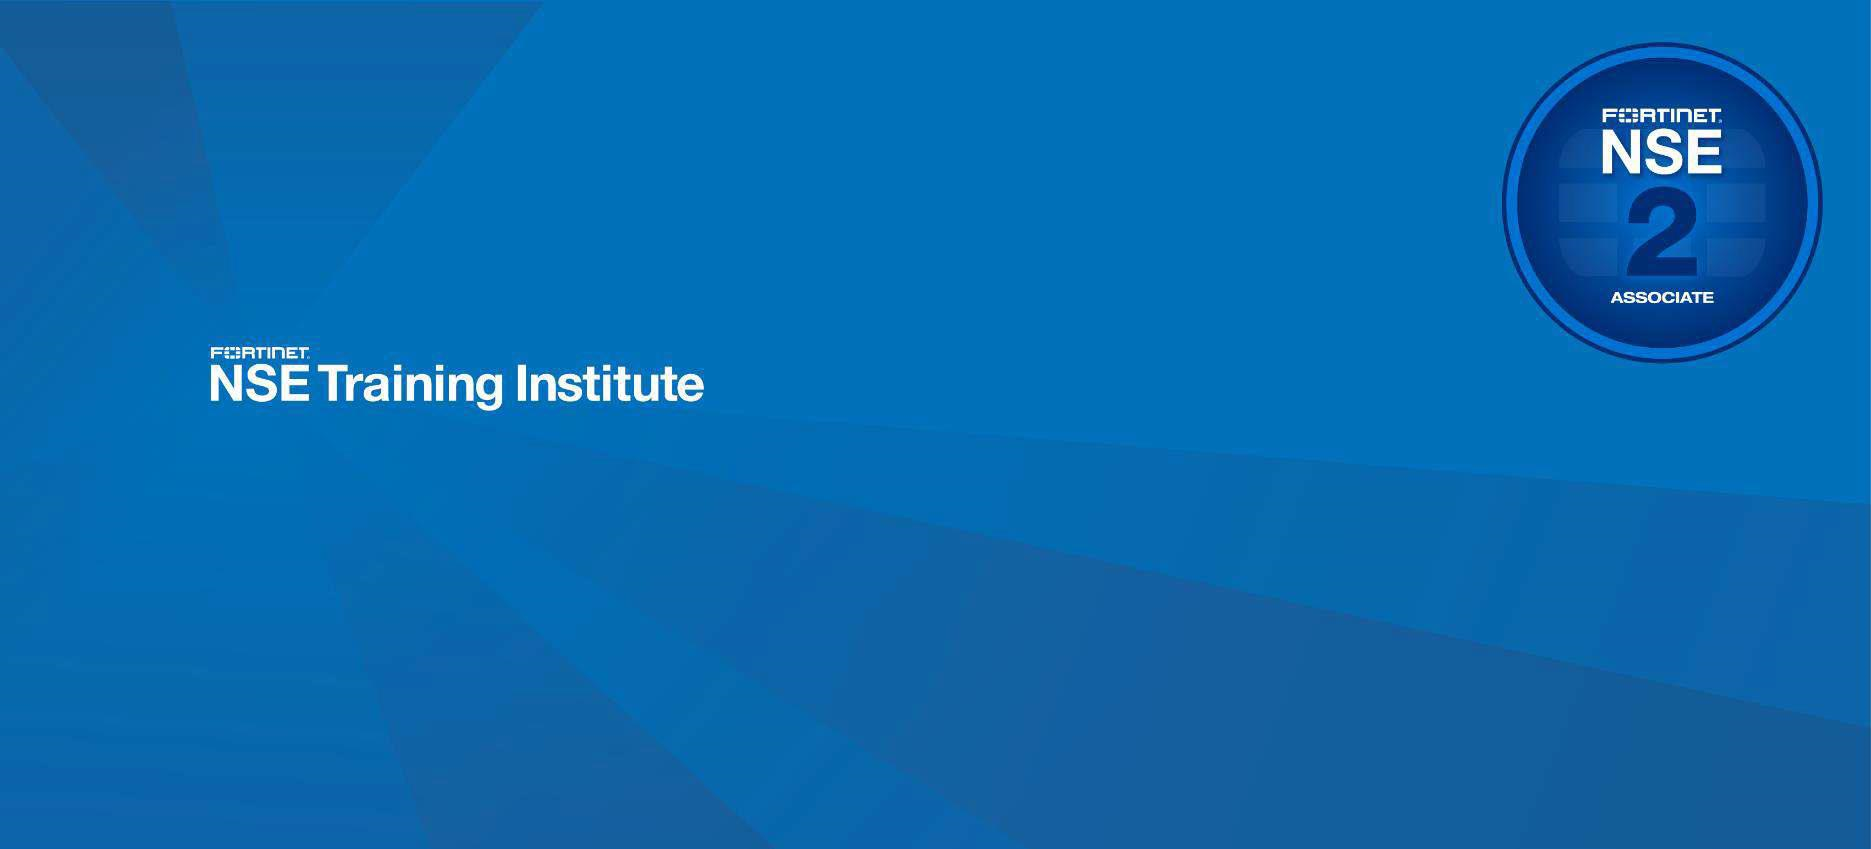 FORTINET
NSE
2
ASSOCIATE
FORTINET
NSE Training Institute